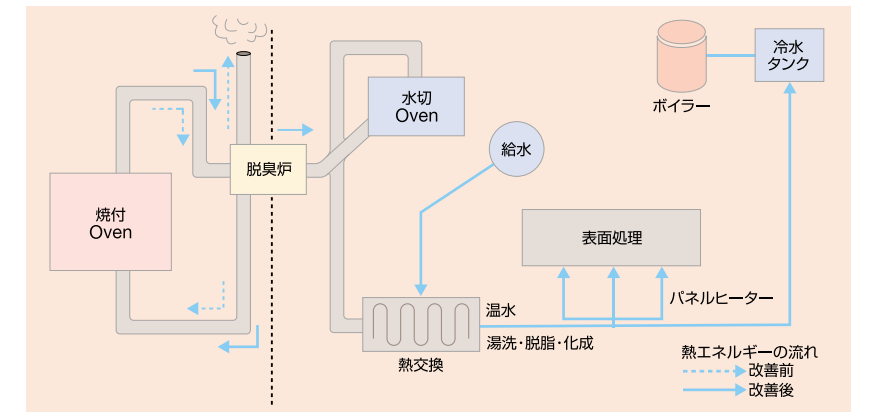 冷水
タンク
ボイラー
水切
Oven
給水
脱臭炉
焼付
Oven
表面処理
パネルヒーター
温水
湯洗・脱脂・化成
熱交換
熱エネルギーの流れ
改善前
改善後